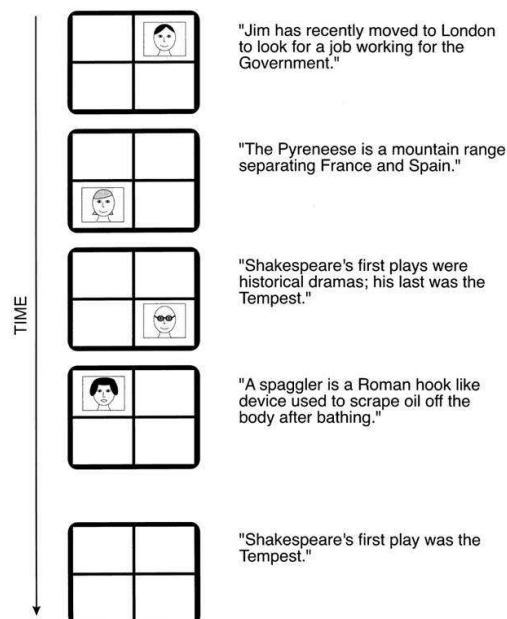 "Jim has recently moved to London
to look for a job working for the
Government."
"The Pyreneese is a mountain range
separating France and Spain."
"Shakespeare's first plays were
historical dramas; his last was the
Tempest."
TIME
"A spaggler is a Roman hook like
device used to scrape oil off the
body after bathing."
"Shakespeare's first play was the
Tempest."